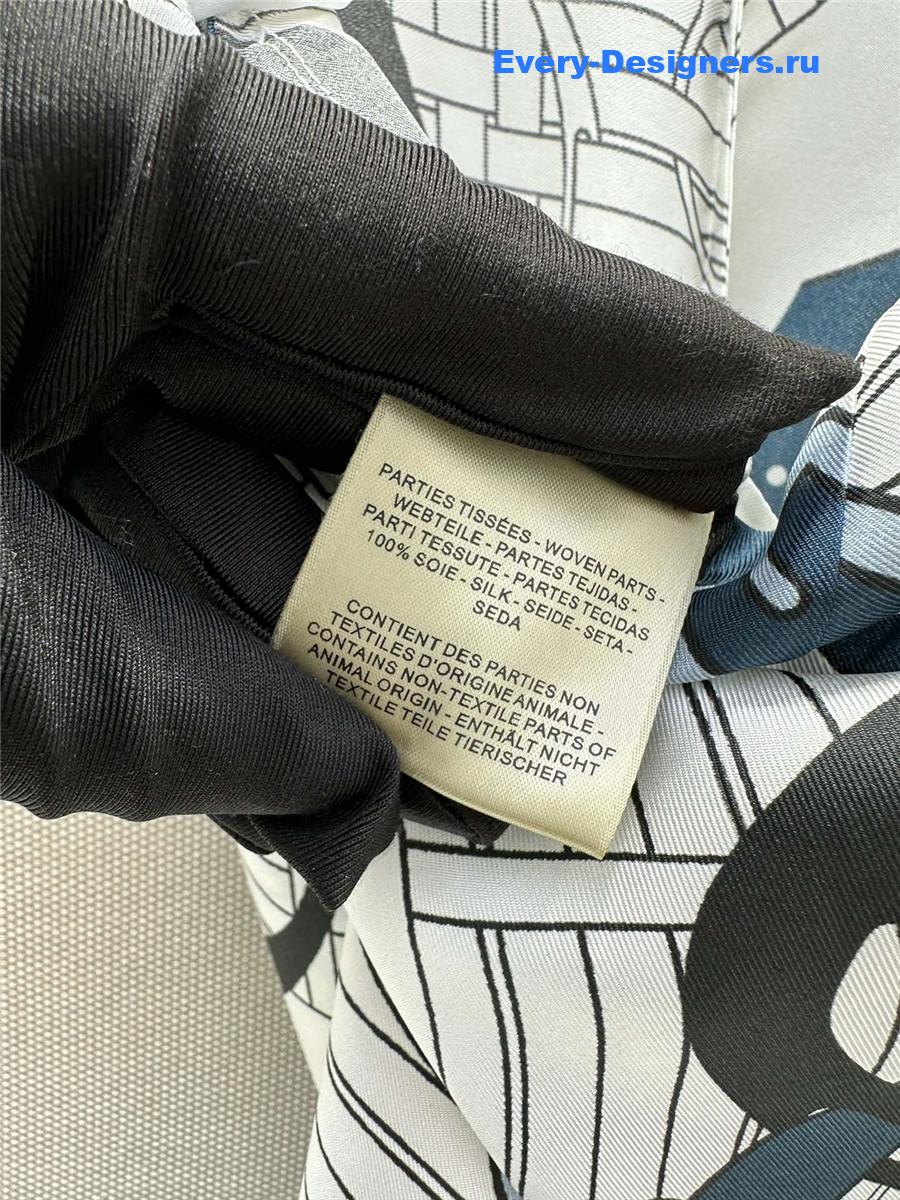 Every-Designers.ru
PARTIES TISSÉES - WOVEN PARTS -
WEBTEILE - PARTES TEJIDAS -
PARTI TESSUTE - PARTES TECIDAS
100% SOIE - SILK - SEIDE - SETA -
SEDA
CONTIENT DES PARTIES NON
TEXTILES D'ORIGINE ANIMALE -
CONTAINS NON-TEXTILE PARTS OF
ANIMAL ORIGIN - ENTHÄLT NICHT
TEXTILE TEILE TIERISCHER